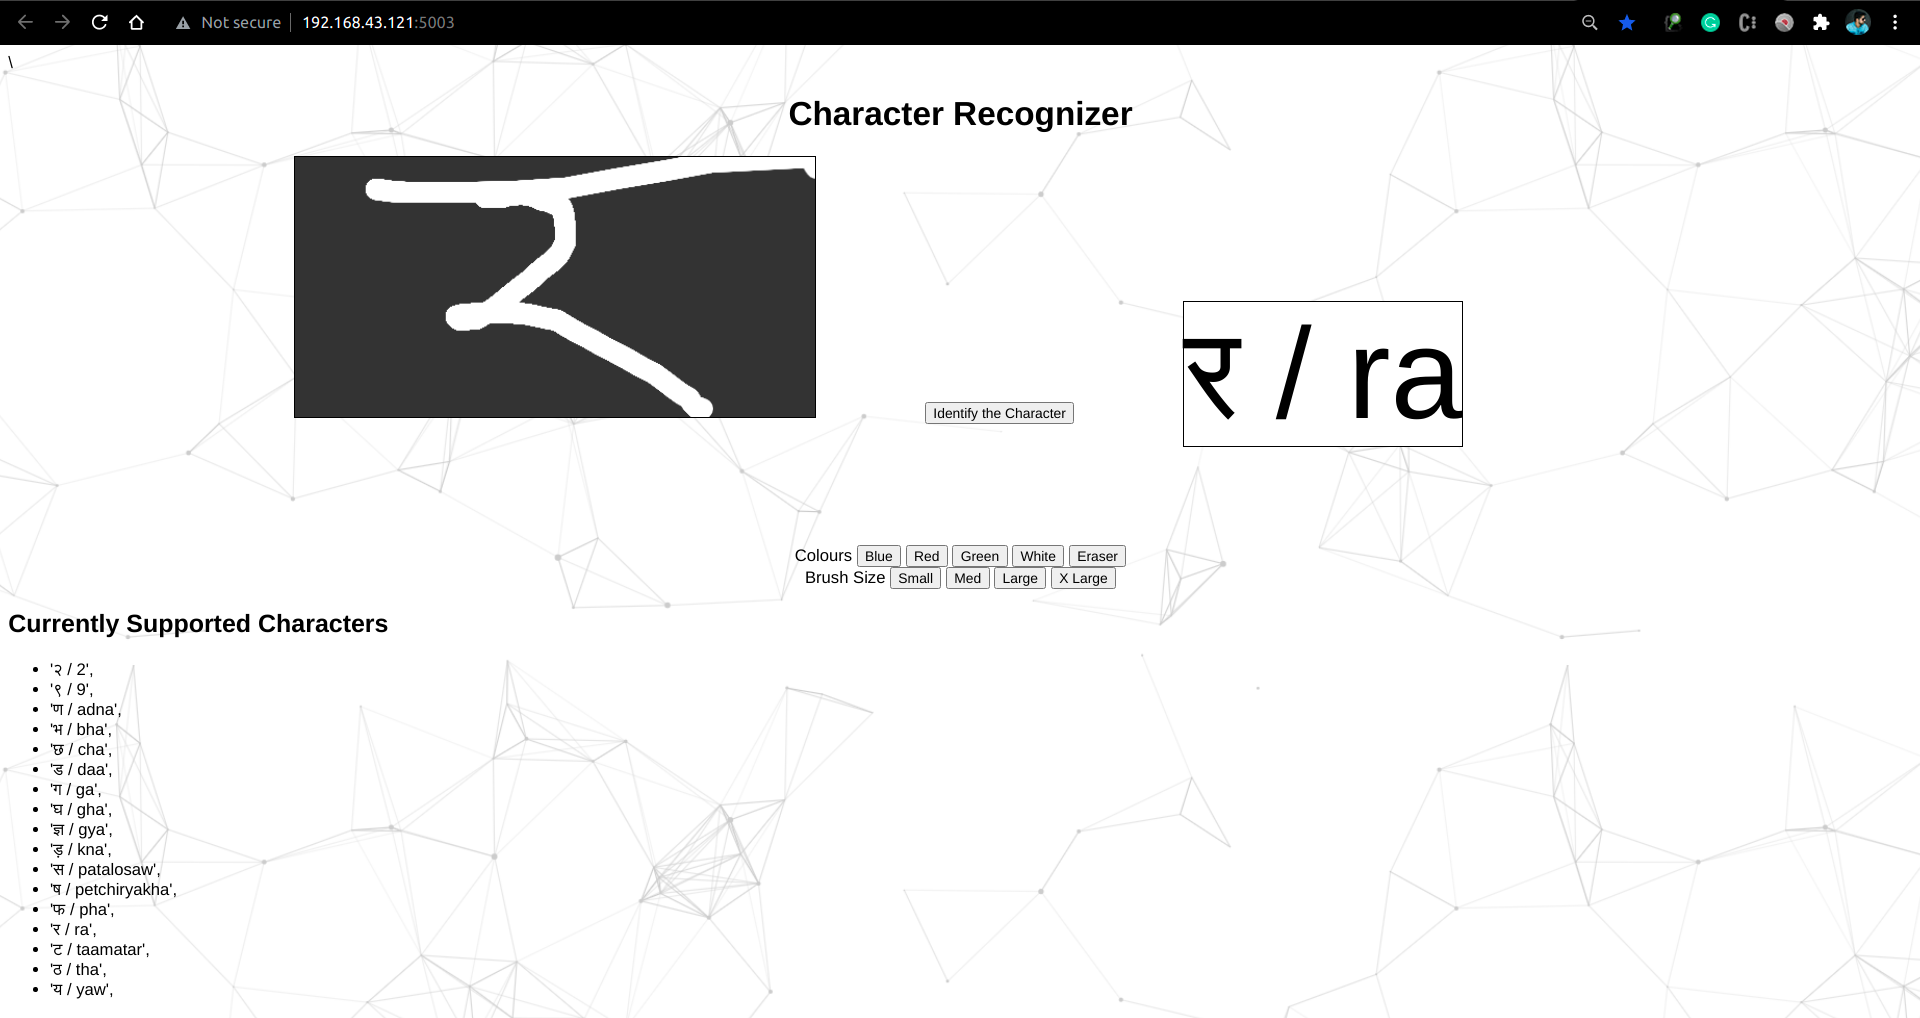 Not secure 192.168.43.121:5003
\
Character Recognizer
र
Identify the Character
र / ra
Colours Blue Red Green White Eraser
Brush Size Small Med Large X Large
Currently Supported Characters
'२ / 2',
'९ / 9',
'ण / adna',
'भ / bha',
'छ / cha',
'ड / daa',
'ग / ga',
'घ / gha',
'ज्ञ / gya',
'ड़ / kna',
'स / patalosaw',
'ष / petchiryakha',
'फ / pha',
'र / ra',
'ट / taamatar',
'ठ / tha',
'य / yaw',